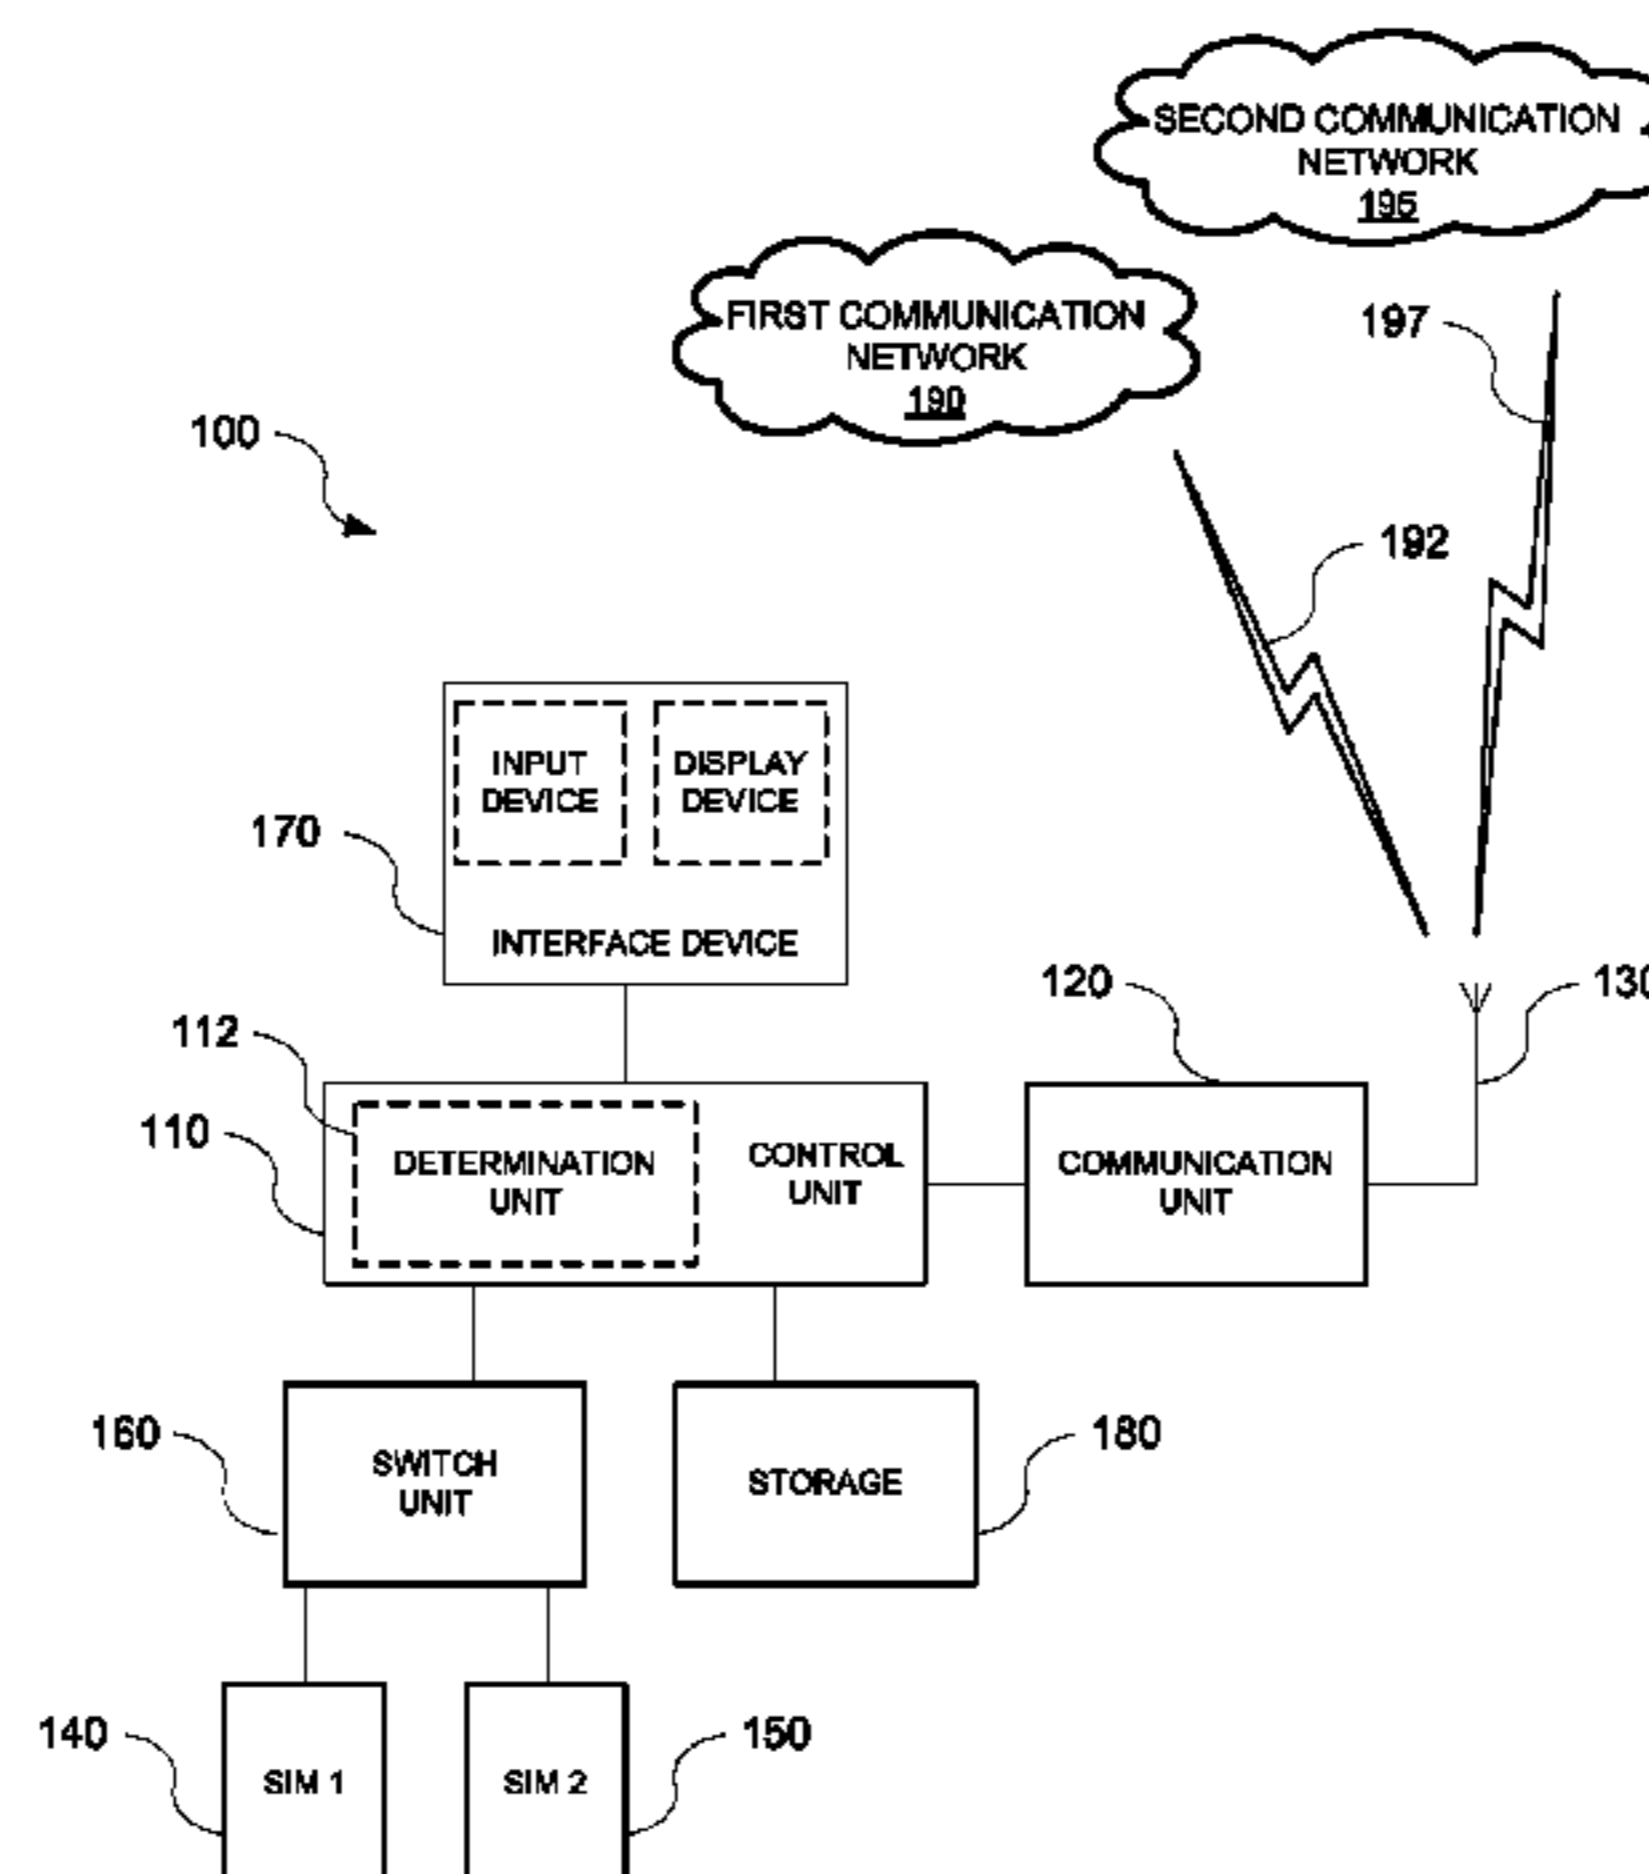 SECOND COMMUNICATION
NETWORK
195
FIRST COMMUNICATION
NETWORK
190
197
100
192
INPUT
DEVICE
DISPLAY
DEVICE
170
INTERFACE DEVICE
120
130
112
110
DETERMINATION
UNIT
CONTROL
UNIT
COMMUNICATION
UNIT
160
SWITCH
UNIT
STORAGE
180
140
SIM 1
SIM 2
150